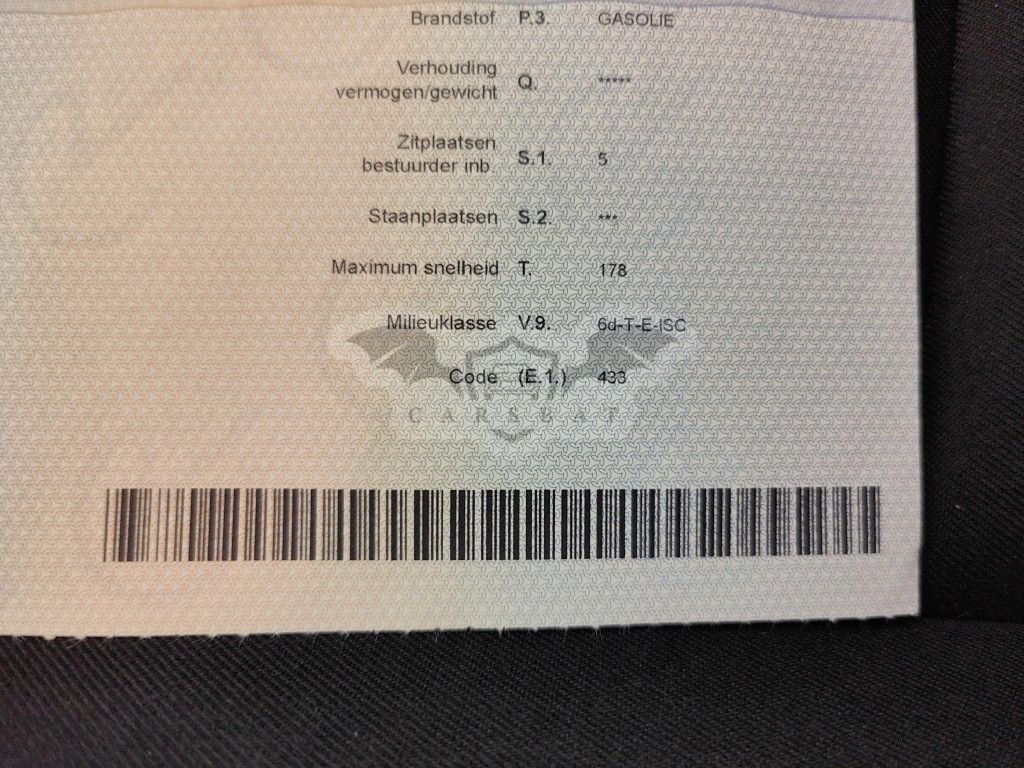 Brandstof P.3. GASOLIE
Verhouding
vermogen/gewicht Q. *****
Zitplaatsen
bestuurder inb. S.1. 5
Staanplaatsen S.2. ***
Maximum snelheid T. 178
Milieuklasse V.9. 6d-T-E-ISC
Code (E.1.) 433
CARSBAT